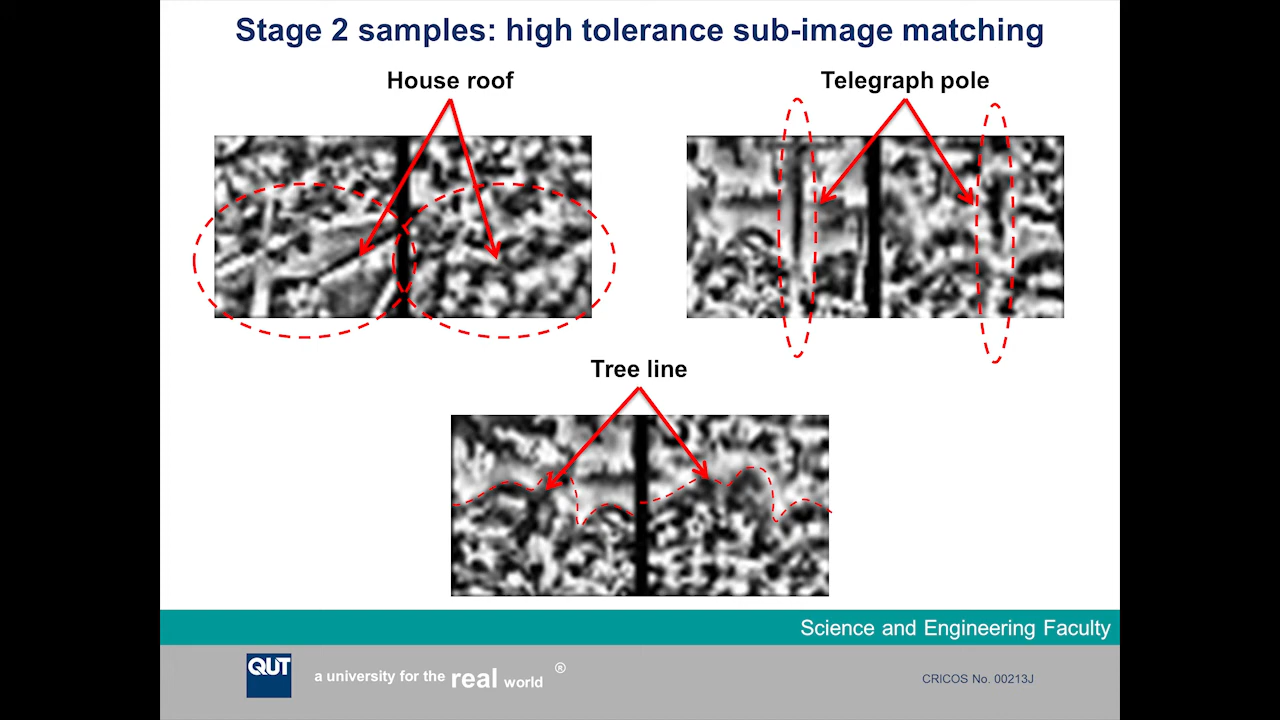 Stage 2 samples: high tolerance sub-image matching
House roof
Telegraph pole
Tree line
Science and Engineering Faculty
QUT
a university for the real world ®
CRICOS No. 00213J